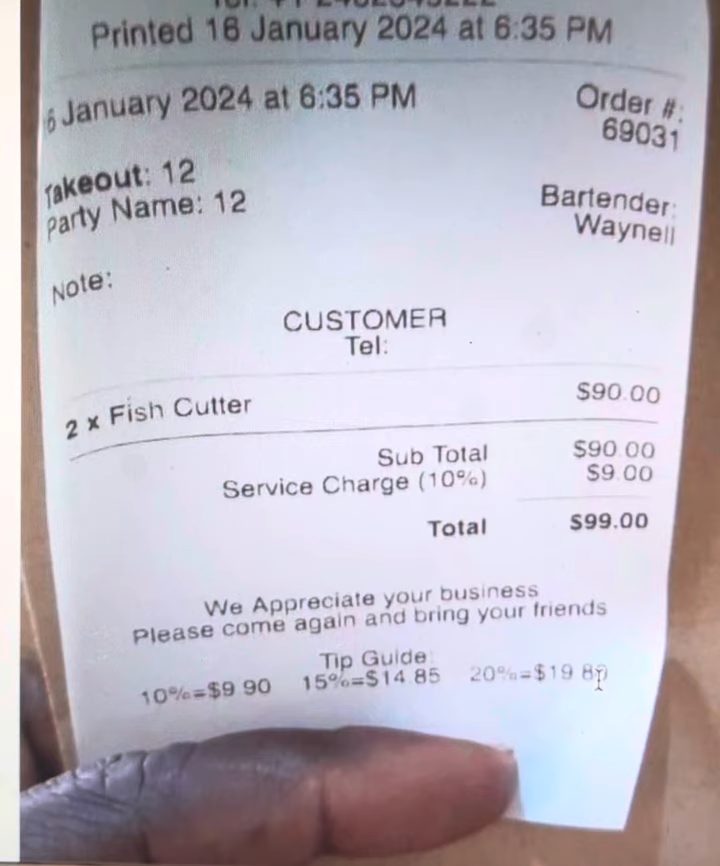 Printed 16 January 2024 at 6:35 PM
6 January 2024 at 6:35 PM
Order #:
69031
Takeout: 12
Party Name: 12
Bartender:
Waynell
Note:
CUSTOMER
Tel:
2 x Fish Cutter $90.00
Sub Total $90.00
Service Charge (10%) $9.00
Total $99.00
We Appreciate your business
Please come again and bring your friends
Tip Guide:
10%=$9.90 15%=$14.85 20%=$19.80